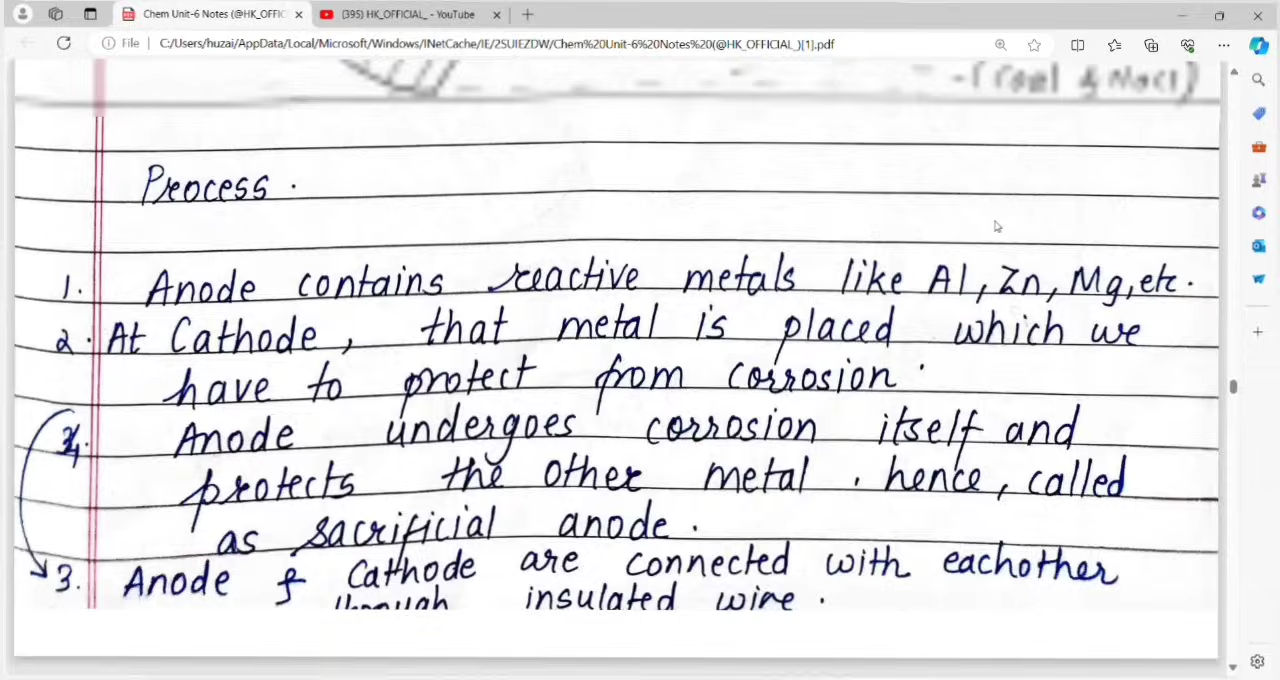 Chem Unit-6 Notes (@HK_OFFIC
(395) HK_OFFICIAL_ - YouTube
File | C:/Users/huzai/AppData/Local/Microsoft/Windows/INetCache/IE/2SUIEZDW/Chem%20Unit-6%20Notes%20(@HK_OFFICIAL_)[1].pdf
Process.
1. Anode contains reactive metals like Al, Zn, Mg, etc.
2. At Cathode, that metal is placed which we
have to protect from corrosion.
4. Anode undergoes corrosion itself and
protects the other metal. hence, called
as sacrificial anode.
3. Anode & Cathode are connected with eachother
through insulated wire.